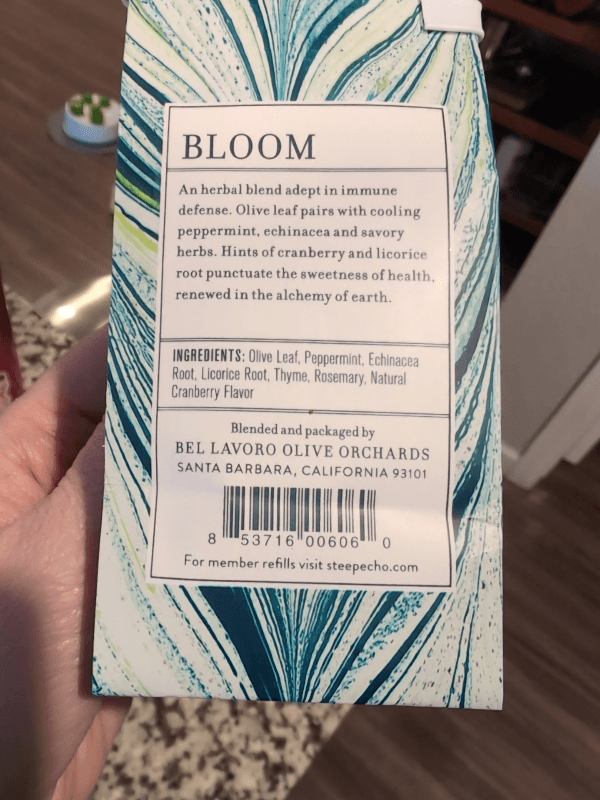 BLOOM
An herbal blend adept in immune
defense. Olive leaf pairs with cooling
peppermint, echinacea and savory
herbs. Hints of cranberry and licorice
root punctuate the sweetness of health,
renewed in the alchemy of earth.
INGREDIENTS: Olive Leaf, Peppermint, Echinacea
Root, Licorice Root, Thyme, Rosemary, Natural
Cranberry Flavor
Blended and packaged by
BEL LAVORO OLIVE ORCHARDS
SANTA BARBARA, CALIFORNIA 93101
8 53716 00606 0
For member refills visit steepecho.com